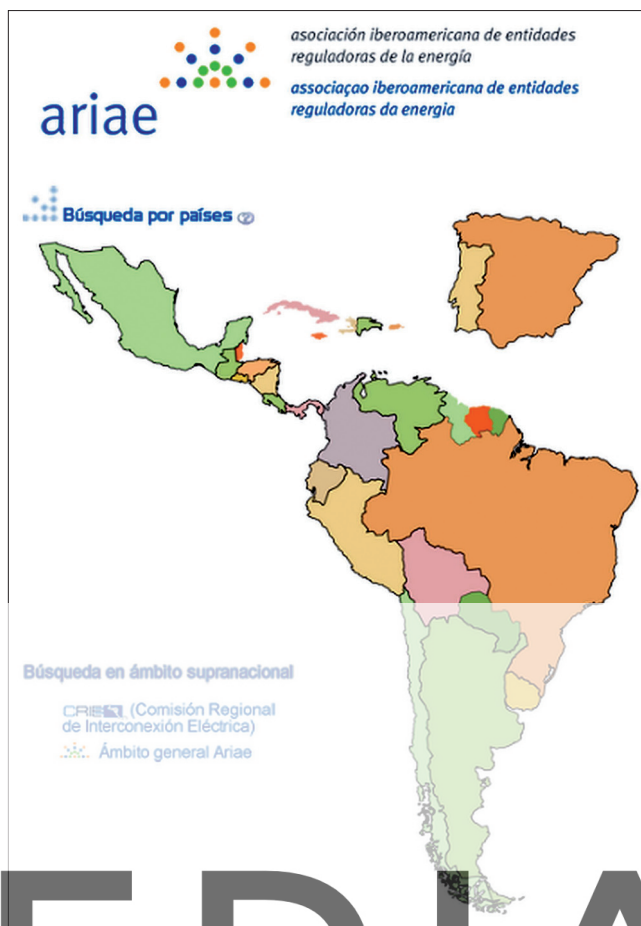 asociación iberoamericana de entidades
reguladoras de la energía
associaçao iberoamericana de entidades
reguladoras da energia
ariae
Búsqueda por países ?
Búsqueda en ámbito supranacional
CRIE (Comisión Regional
de Interconexión Eléctrica)
Ámbito general Ariae
EDIA